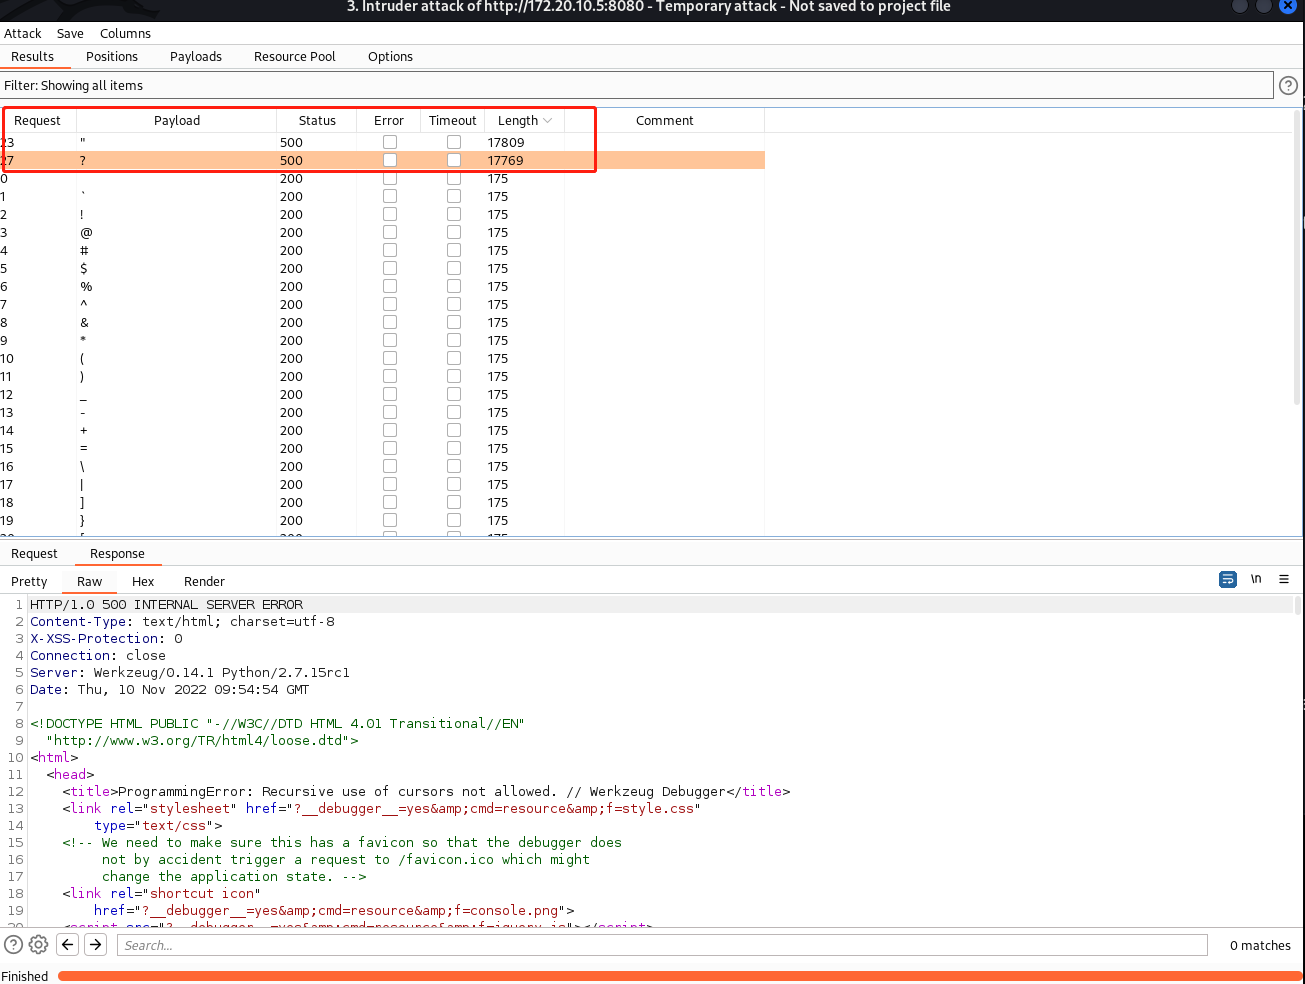 3. Intruder attack of http://172.20.10.5:8080 - Temporary attack - Not saved to project file
Attack Save Columns
Results Positions Payloads Resource Pool Options
Filter: Showing all items ?
Request Payload Status Error Timeout Length Comment
23 " 500 17809
27 ? 500 17769
0 200 175
1 ` 200 175
2 ! 200 175
3 @ 200 175
4 # 200 175
5 $ 200 175
6 % 200 175
7 ^ 200 175
8 & 200 175
9 * 200 175
10 ( 200 175
11 ) 200 175
12 _ 200 175
13 - 200 175
14 + 200 175
15 = 200 175
16 \ 200 175
17 | 200 175
18 ] 200 175
19 } 200 175
Request Response
Pretty Raw Hex Render \n
1 HTTP/1.0 500 INTERNAL SERVER ERROR
2 Content-Type: text/html; charset=utf-8
3 X-XSS-Protection: 0
4 Connection: close
5 Server: Werkzeug/0.14.1 Python/2.7.15rc1
6 Date: Thu, 10 Nov 2022 09:54:54 GMT
7
8 <!DOCTYPE HTML PUBLIC "-//W3C//DTD HTML 4.01 Transitional//EN"
9 "http://www.w3.org/TR/html4/loose.dtd">
10 <html>
11 <head>
12 <title>ProgrammingError: Recursive use of cursors not allowed. // Werkzeug Debugger</title>
13 <link rel="stylesheet" href="?__debugger__=yes&amp;cmd=resource&amp;f=style.css"
14 type="text/css">
15 <!-- We need to make sure this has a favicon so that the debugger does
16 not by accident trigger a request to /favicon.ico which might
17 change the application state. -->
18 <link rel="shortcut icon"
19 href="?__debugger__=yes&amp;cmd=resource&amp;f=console.png">
20 <script src="?__debugger__=yes&amp;cmd=resource&amp;f=jquery.js"></script>
? Search... 0 matches
Finished